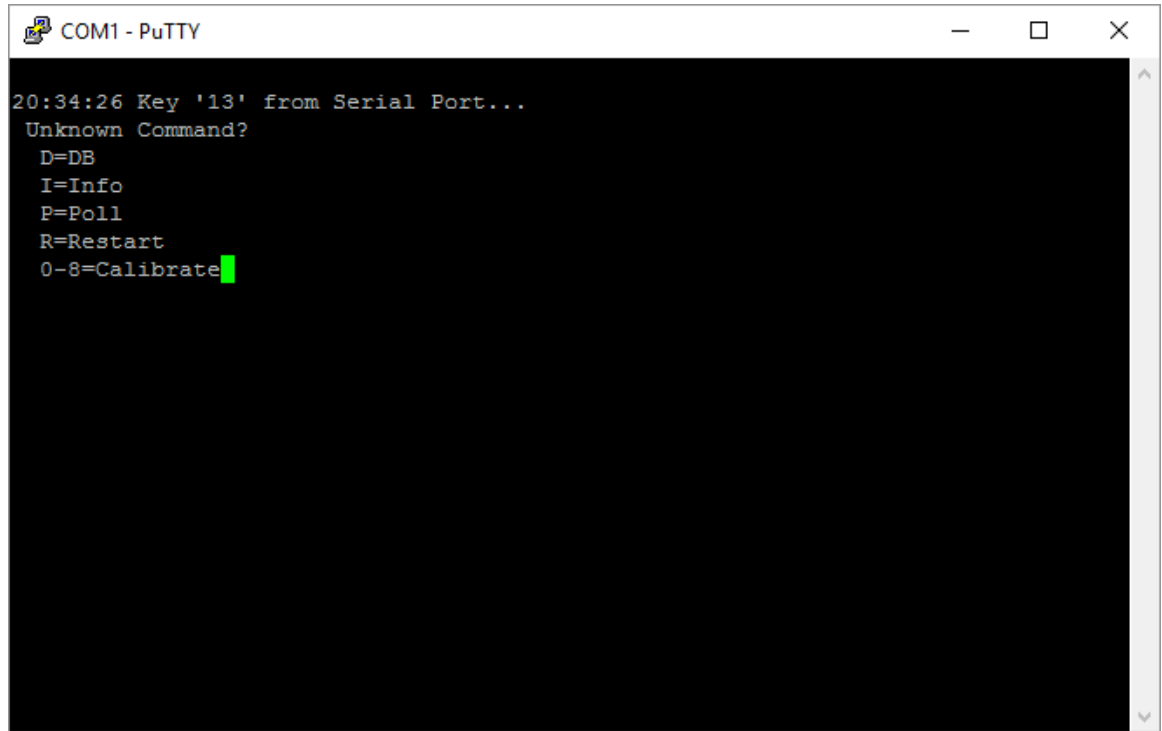 COM1 - PuTTY
20:34:26 Key '13' from Serial Port...
Unknown Command?
D=DB
I=Info
P=Poll
R=Restart
0-8=Calibrate